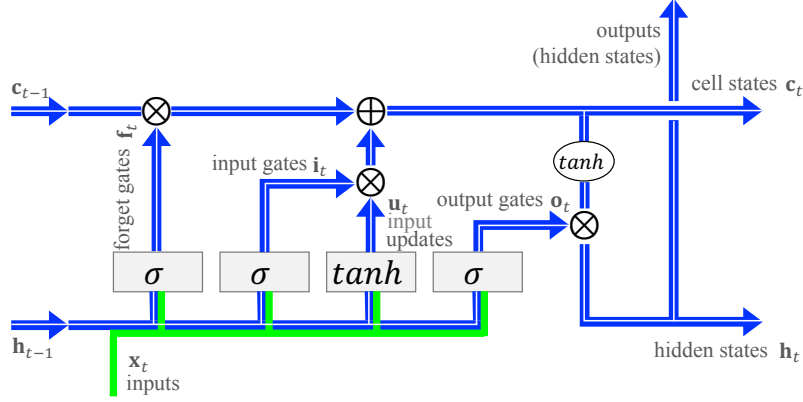 outputs
(hidden states)
c_{t−1}
cell states c_t
forget gates f_t
input gates i_t
tanh
u_t
output gates o_t
input
updates
σ
σ
tanh
σ
h_{t−1}
x_t
inputs
hidden states h_t